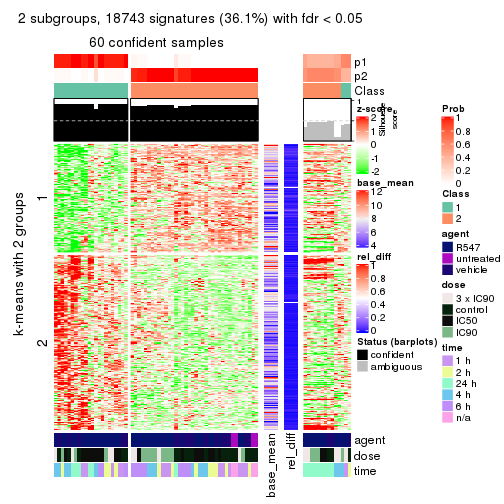 2 subgroups, 18743 signatures (36.1%) with fdr < 0.05
60 confident samples
p1
p2
Class
1
Silhouette
score
k-means with 2 groups
1
2
base_mean
rel_diff
agent
dose
time
z-score
2
1
0
-1
-2
base_mean
12
10
8
6
4
rel_diff
1
0.8
0.6
0.4
0.2
0
Status (barplots)
confident
ambiguous
Prob
1
0.8
0.6
0.4
0.2
0
Class
1
2
agent
R547
untreated
vehicle
dose
3 x IC90
control
IC50
IC90
time
1 h
2 h
24 h
4 h
6 h
n/a